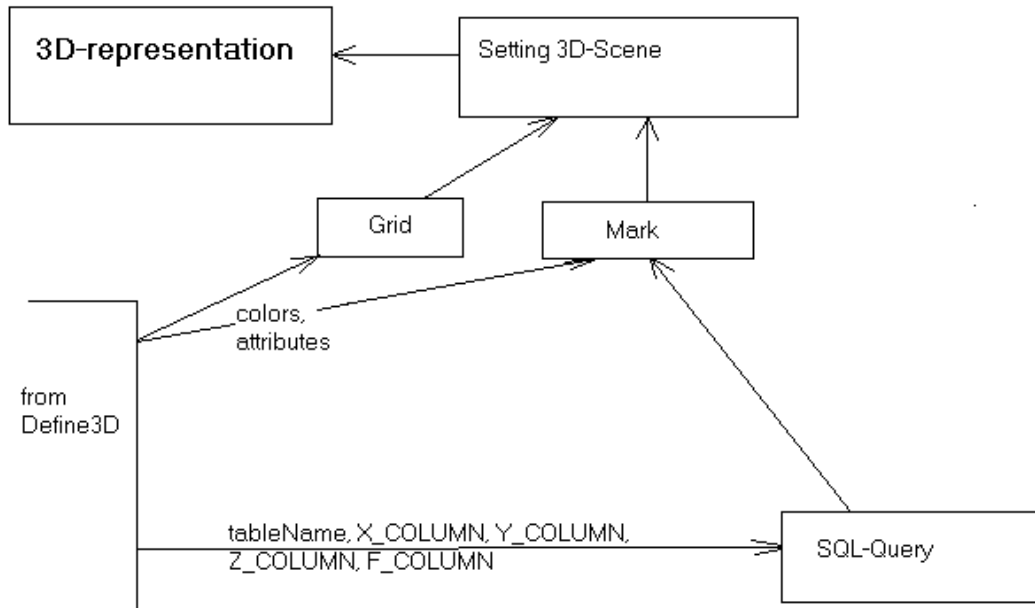 3D-representation
Setting 3D-Scene
Grid
Mark
colors,
attributes
from
Define3D
tableName, X_COLUMN, Y_COLUMN,
Z_COLUMN, F_COLUMN
SQL-Query